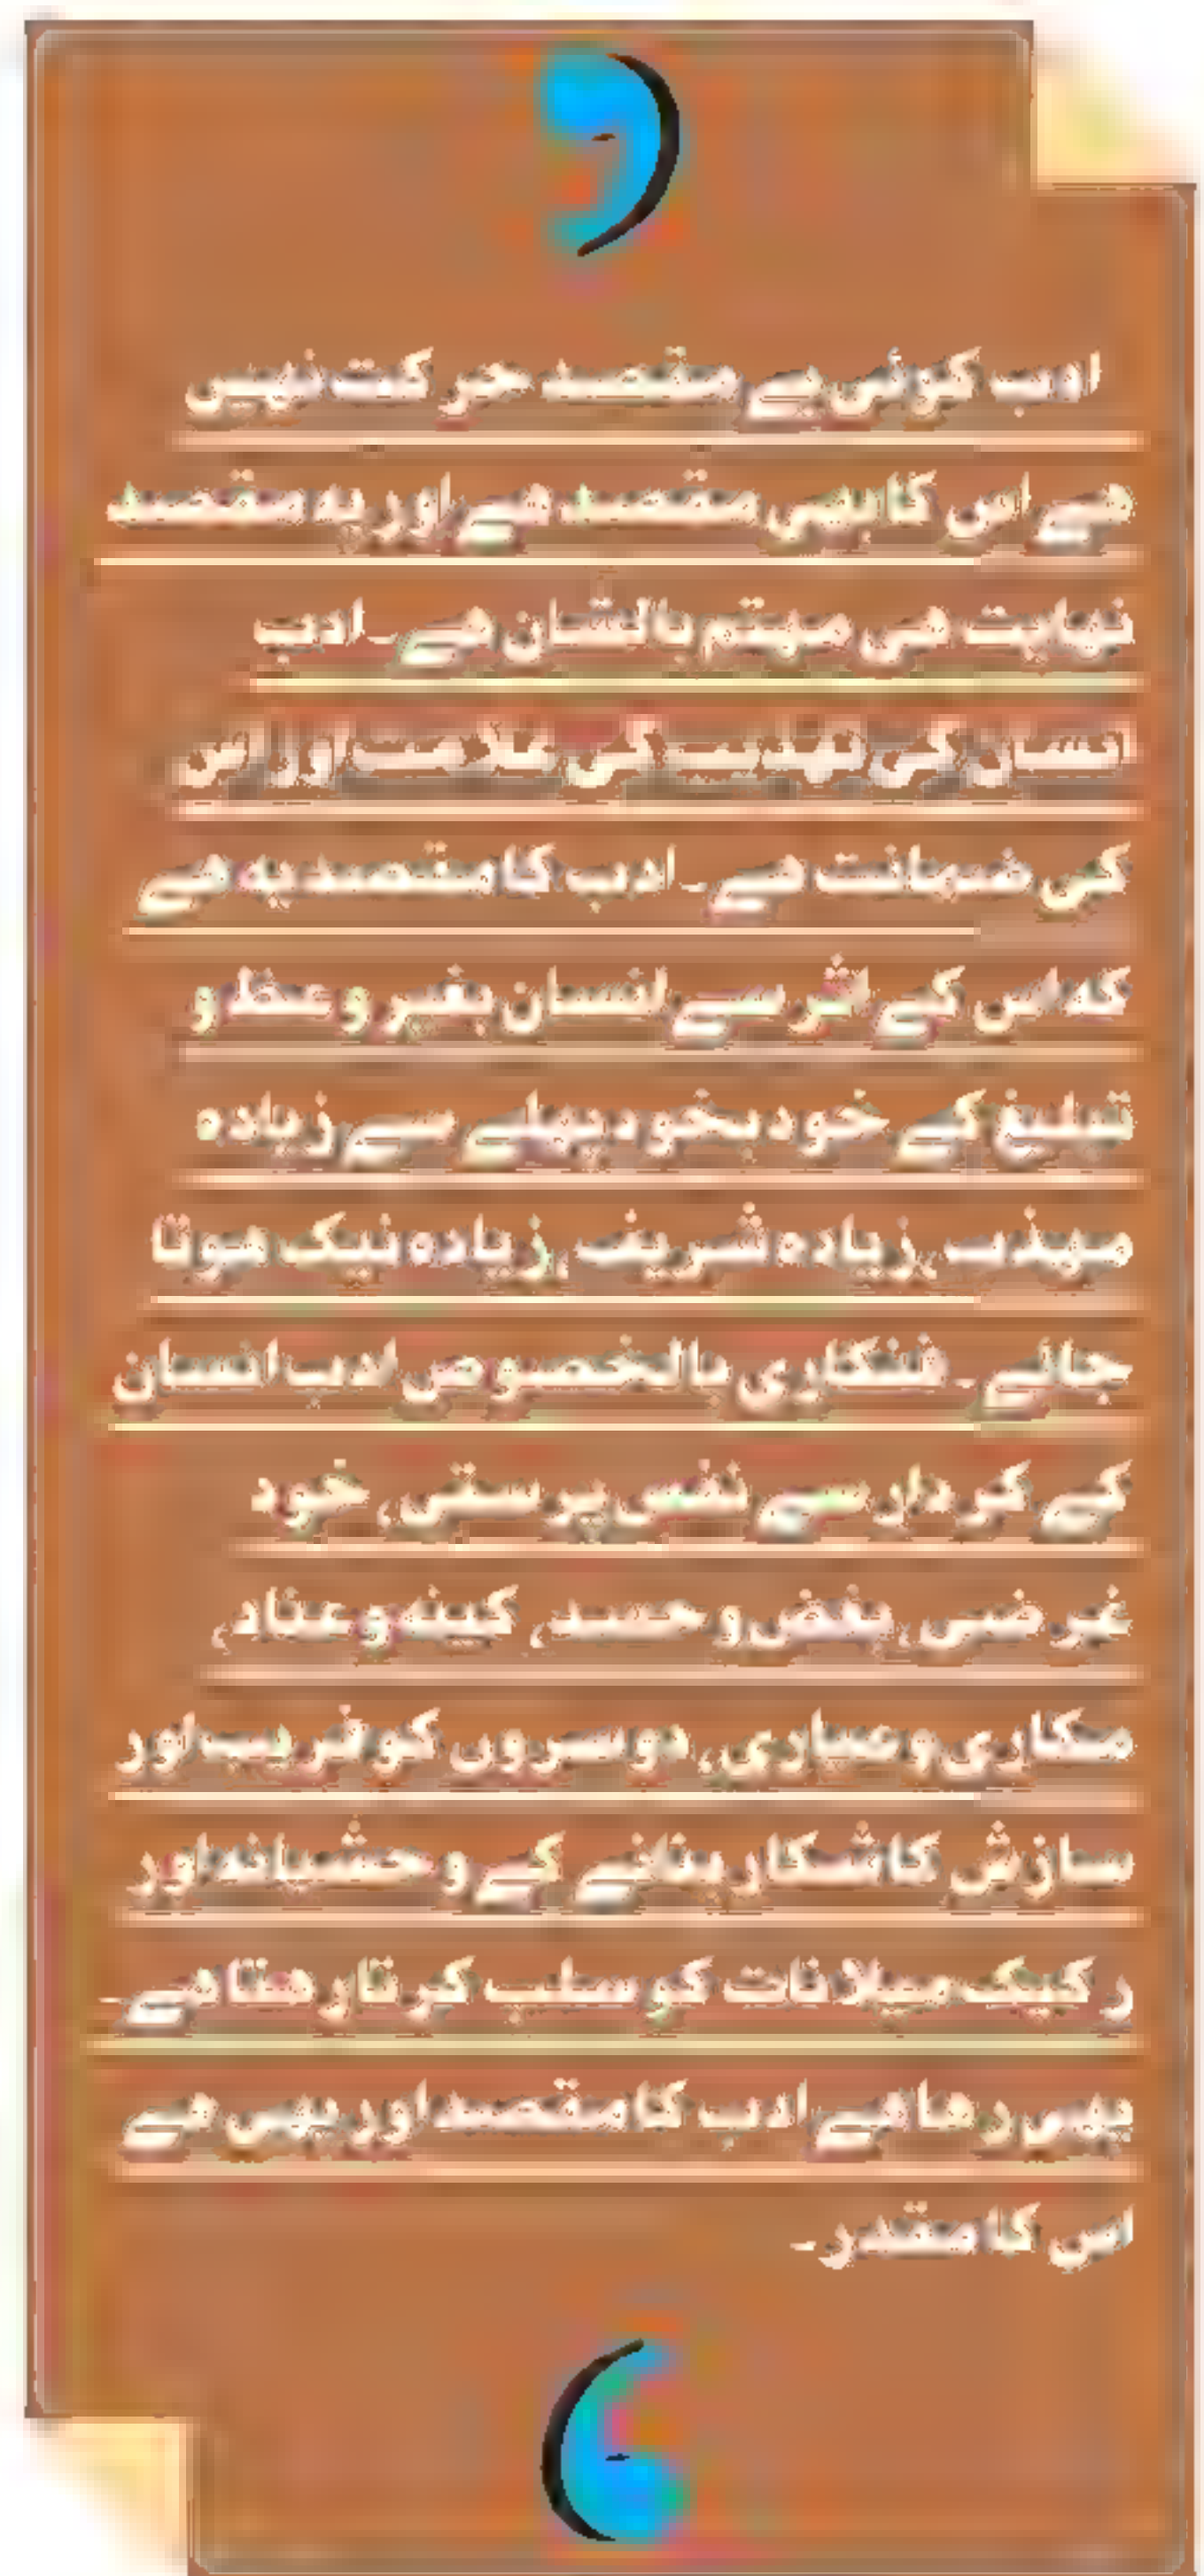 ادب کوئی بے مقصد حرکت نہیں
ہے اس کا بھی مقصد ہے اور یہ مقصد
نہایت ہی مہتم بالشان ہے۔ ادب
انسان کی تہذیب کی علامت اور اس
کی ضمانت ہے۔ ادب کا مقصد یہ ہے
کہ اس کے اثر سے انسان بغیر وعظ و
تبلیغ کے خود بخود پہلے سے زیادہ
مہذب، زیادہ شریف، زیادہ نیک ہوتا
جائے۔ فنکاری بالخصوص ادب انسان
کے کردار سے نفس پرستی، خود
غرضی، بغض و حسد، کینہ و عناد،
مکاری و عیاری، دوسروں کو فریب اور
سازش کا شکار بنانے کے وحشیانہ اور
رکیک میلانات کو سلب کرتا رہتا ہے۔
یہی رہا ہے ادب کا مقصد اور یہی ہے
اس کا مقدر۔